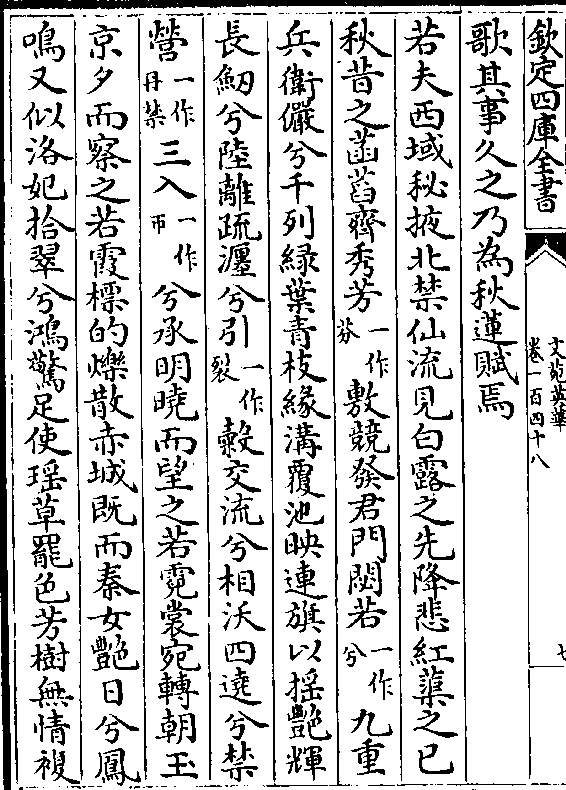 欽定四庫全書
文苑英華
卷一百四十八
七
歌其事久之乃為秋蓮賦焉
若夫西域秘掖北禁仙流見白露之先降悲紅蕖之已
秋昔之菡萏齊秀芳一作芬敷競發君門閟若一作兮九重
兵衛儼兮千列緑葉青枝緣溝覆池映連旗以揺艷輝
長釼兮陸離疏瀍兮引一作裂穀交流兮相沃四遶兮禁
營一作丹禁三入一作帀兮承明曉而望之若霓裳宛轉朝玉
京夕而察之若霞標的爍散赤城既而秦女艷日兮鳳
鳴又似洛妃拾翠兮鴻驚足使瑶草罷色芳樹無情複